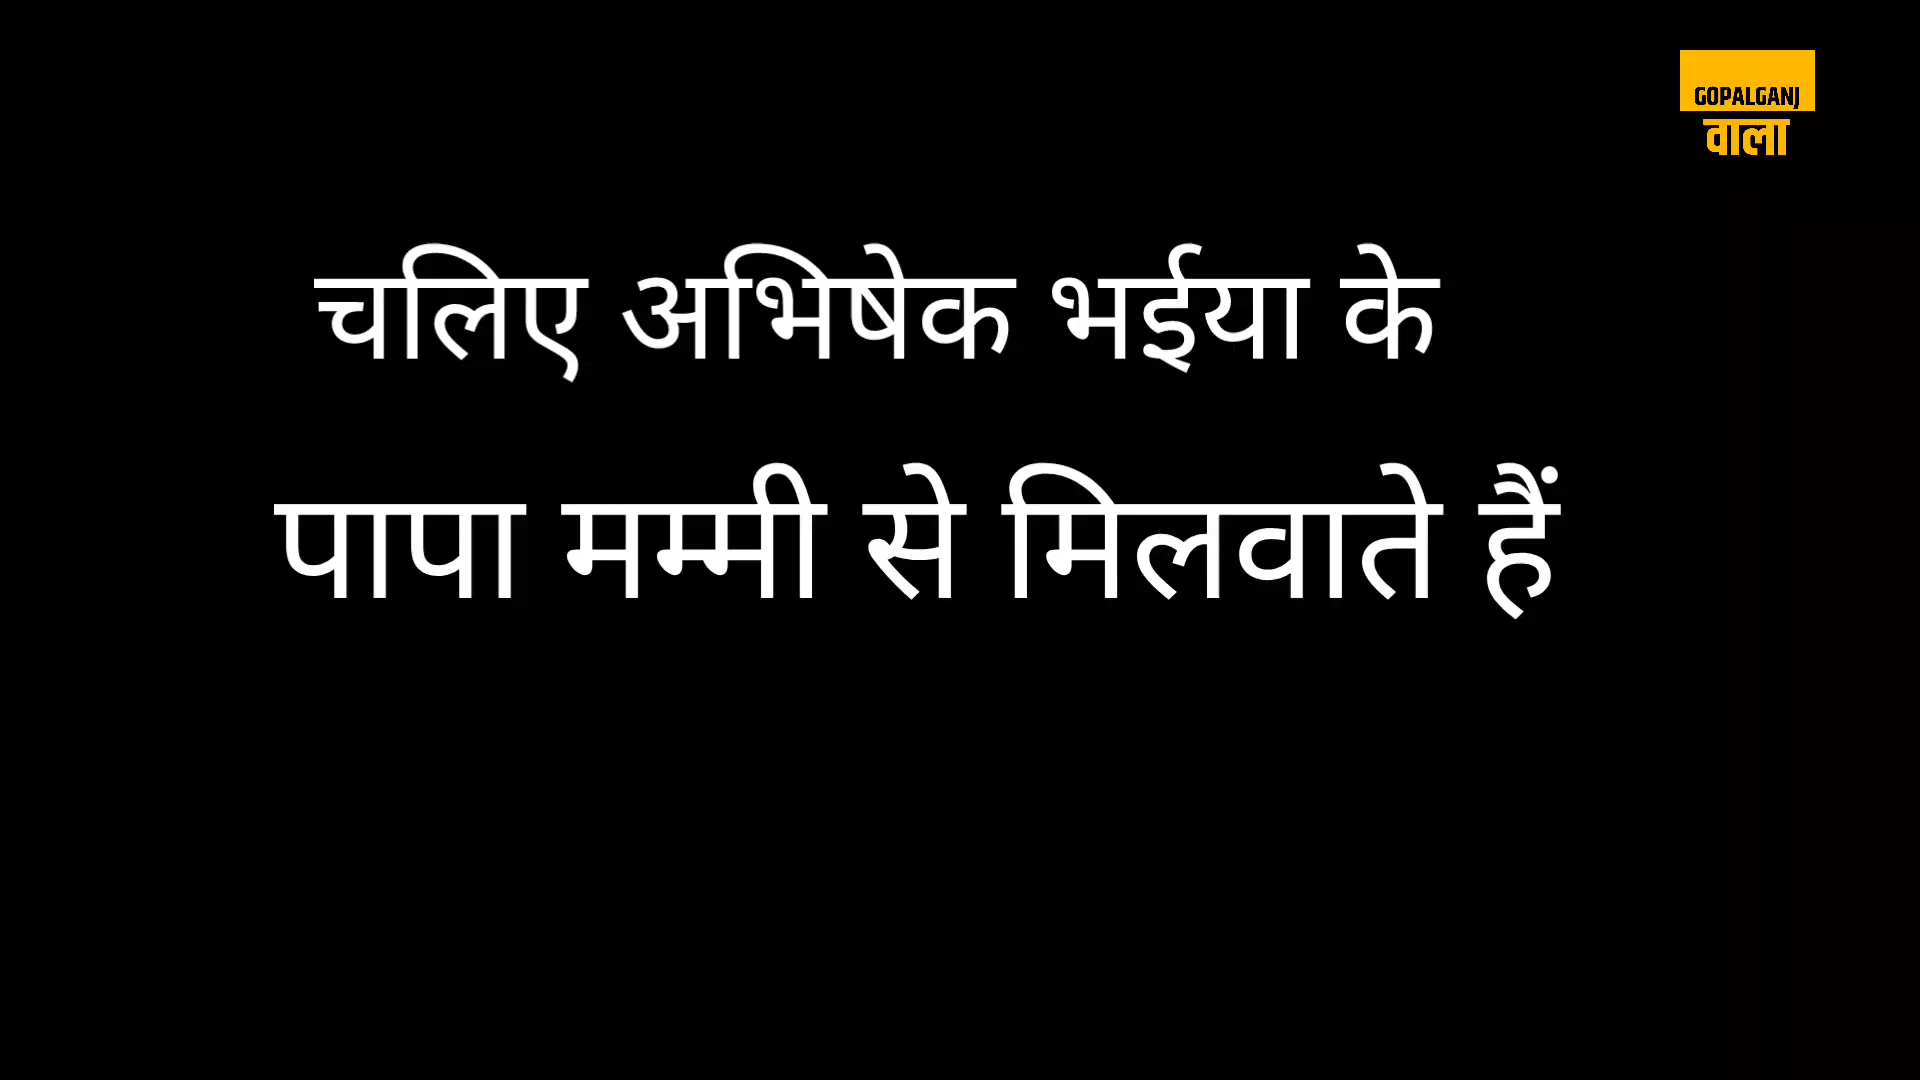 GOPALGANJ
वाला
चलिए अभिषेक भईया के
पापा मम्मी से मिलवाते हैं